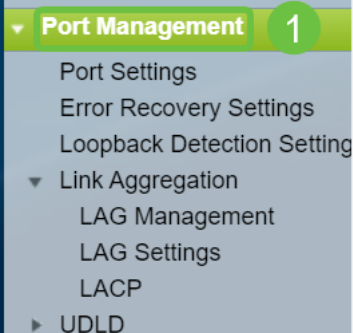 Port Management 1
Port Settings
Error Recovery Settings
Loopback Detection Setting
Link Aggregation
LAG Management
LAG Settings
LACP
UDLD